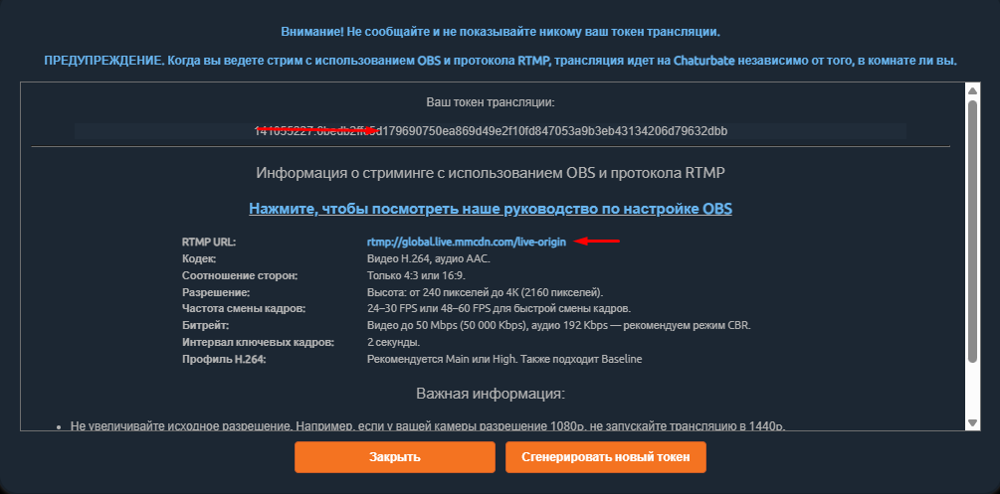 Внимание! Не сообщайте и не показывайте никому ваш токен трансляции.
ПРЕДУПРЕЖДЕНИЕ. Когда вы ведете стрим с использованием OBS и протокола RTMP, трансляция идет на Chaturbate независимо от того, в комнате ли вы.
Ваш токен трансляции:
Информация о стриминге с использованием OBS и протокола RTMP
Нажмите, чтобы посмотреть наше руководство по настройке OBS
RTMP URL: rtmp://global.live.mmcdn.com/live-origin
Кодек: Видео H.264, аудио AAC.
Соотношение сторон: Только 4:3 или 16:9.
Разрешение: Высота: от 240 пикселей до 4K (2160 пикселей).
Частота смены кадров: 24–30 FPS или 48–60 FPS для быстрой смены кадров.
Битрейт: Видео до 50 Mbps (50 000 Kbps), аудио 192 Kbps — рекомендуем режим CBR.
Интервал ключевых кадров: 2 секунды.
Профиль H.264: Рекомендуется Main или High. Также подходит Baseline
Важная информация:
• Не увеличивайте исходное разрешение. Например, если у вашей камеры разрешение 1080p, не запускайте трансляцию в 1440p.
Закрыть
Сгенерировать новый токен